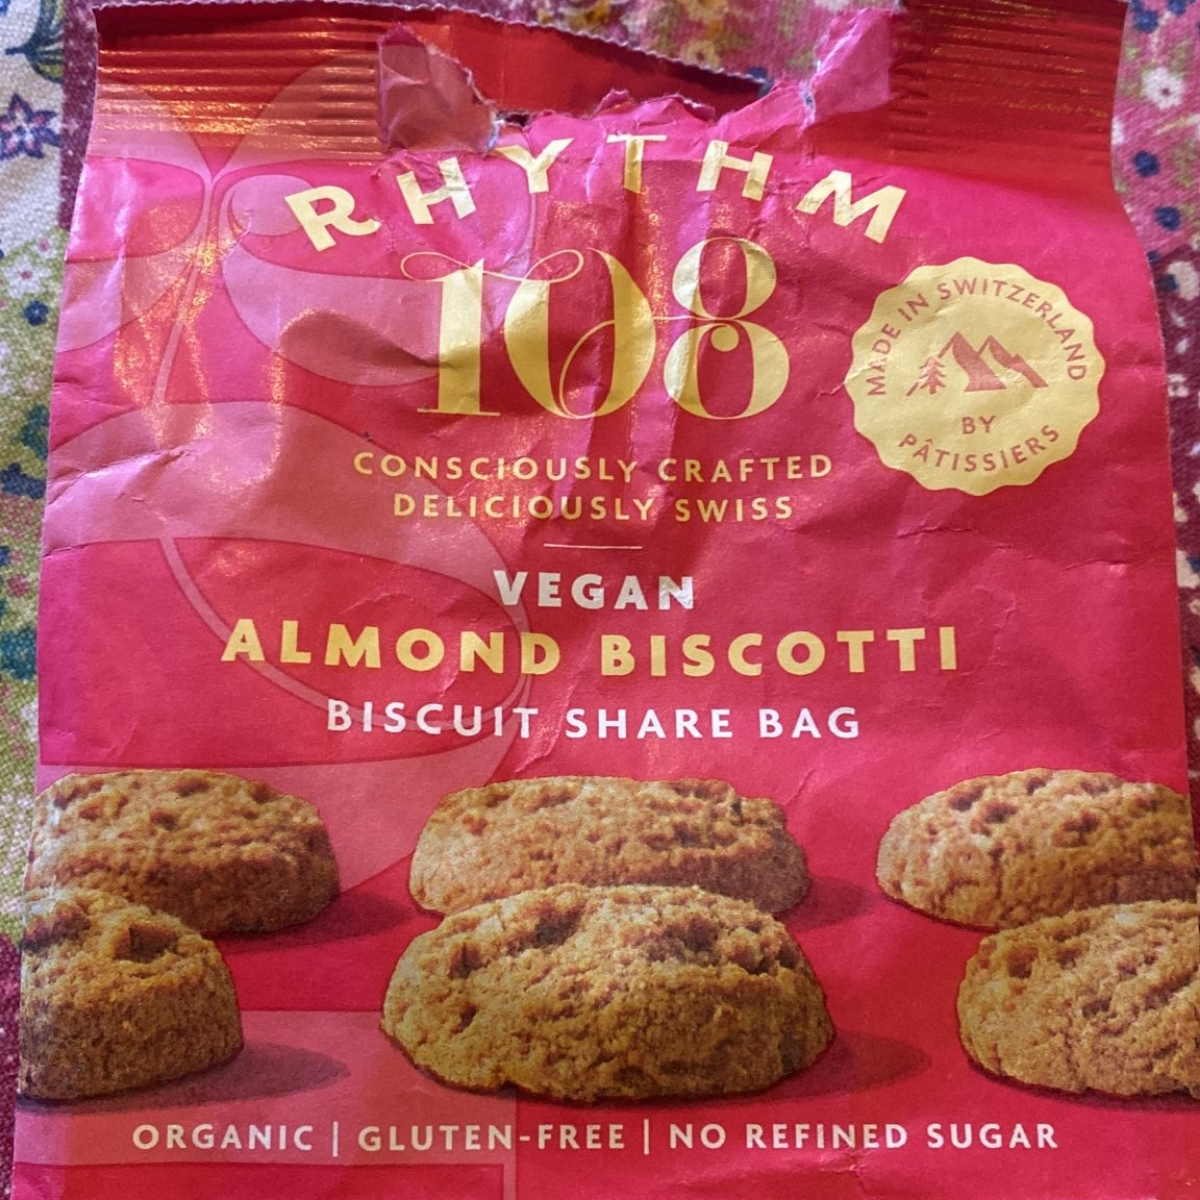 RHYTHM
108
MADE IN SWITZERLAND
BY
PÂTISSIERS
CONSCIOUSLY CRAFTED
DELICIOUSLY SWISS
VEGAN
ALMOND BISCOTTI
BISCUIT SHARE BAG
ORGANIC | GLUTEN-FREE | NO REFINED SUGAR